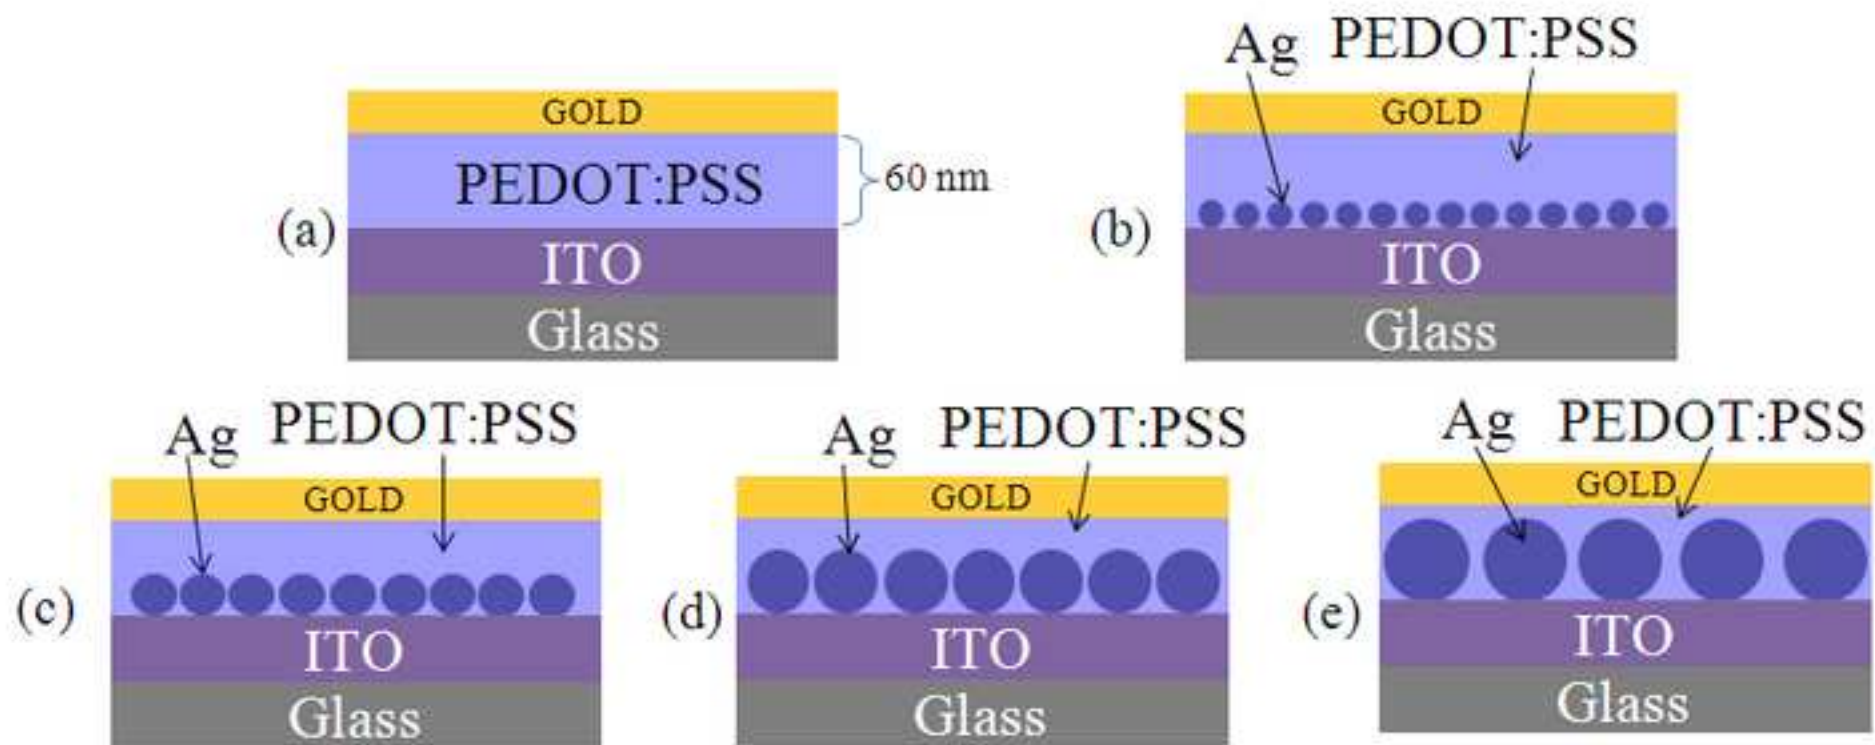 GOLD
PEDOT:PSS
60 nm
(a)
ITO
Glass
Ag PEDOT:PSS
GOLD
(b)
ITO
Glass
Ag PEDOT:PSS
GOLD
(c)
ITO
Glass
Ag PEDOT:PSS
GOLD
(d)
ITO
Glass
Ag PEDOT:PSS
GOLD
(e)
ITO
Glass